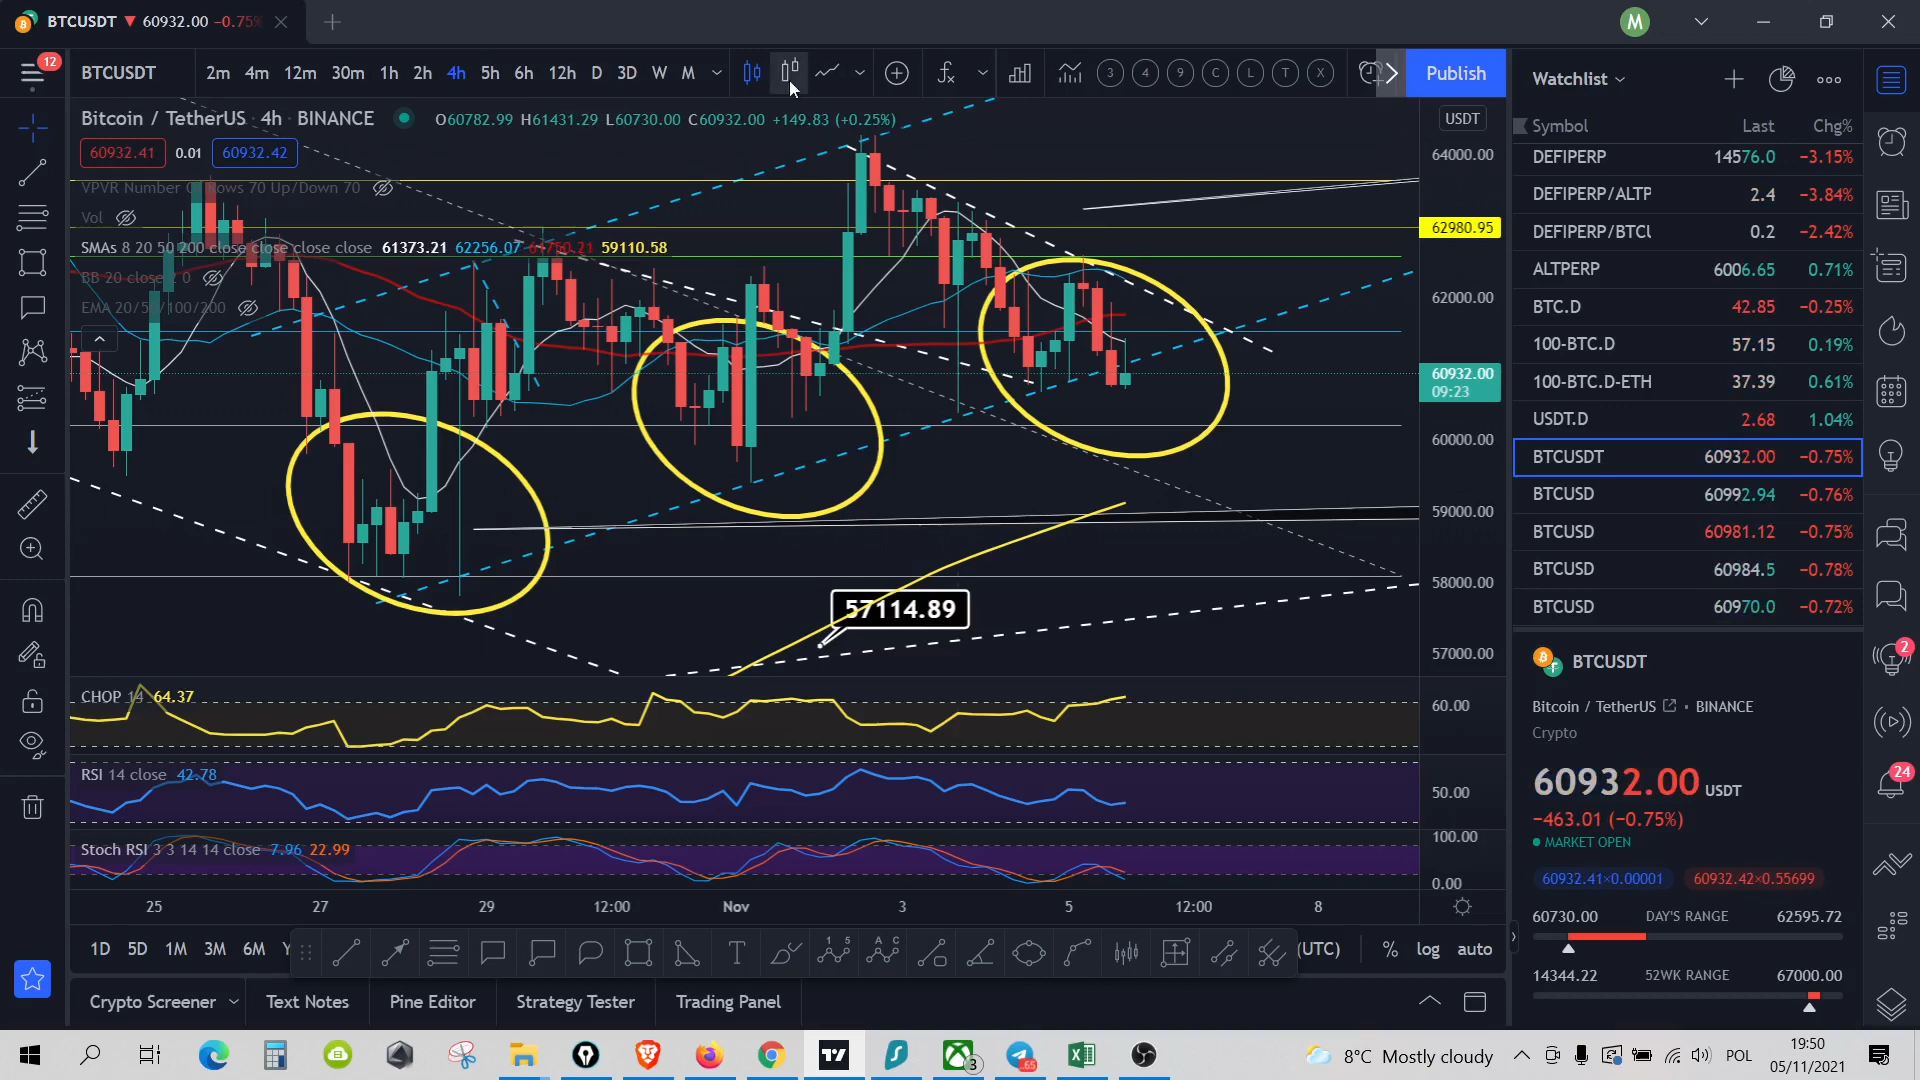 BTCUSDT ▼ 60932.00 −0.75%
M
12
BTCUSDT 2m 4m 12m 30m 1h 2h 4h 5h 6h 12h D 3D W M
3 4 9 C L T X
Publish
Bitcoin / TetherUS · 4h · BINANCE O60782.99 H61431.29 L60730.00 C60932.00 +149.83 (+0.25%)
60932.41 0.01 60932.42
VPVR Number Of Rows 70 Up/Down 70
Vol
SMAs 8 20 50 200 close close close close 61373.21 62256.07 61750.21 59110.58
BB 20 close 2 0
EMA 20/50/100/200
USDT
64000.00
62980.95
62000.00
60932.00
09:23
60000.00
59000.00
58000.00
57000.00
57114.89
CHOP 14 64.37
60.00
RSI 14 close 42.78
50.00
Stoch RSI 3 3 14 14 close 7.96 22.99
100.00
0.00
25 27 29 12:00 Nov 3 5 12:00 8
1D 5D 1M 3M 6M Y
(UTC) % log auto
Crypto Screener Text Notes Pine Editor Strategy Tester Trading Panel
Watchlist
Symbol Last Chg%
DEFIPERP 14576.0 −3.15%
DEFIPERP/ALTP 2.4 −3.84%
DEFIPERP/BTCU 0.2 −2.42%
ALTPERP 6006.65 0.71%
BTC.D 42.85 −0.25%
100-BTC.D 57.15 0.19%
100-BTC.D-ETH 37.39 0.61%
USDT.D 2.68 1.04%
BTCUSDT 60932.00 −0.75%
BTCUSD 60992.94 −0.76%
BTCUSD 60981.12 −0.75%
BTCUSD 60984.5 −0.78%
BTCUSD 60970.0 −0.72%
BTCUSDT
Bitcoin / TetherUS • BINANCE
Crypto
60932.00 USDT
−463.01 (−0.75%)
MARKET OPEN
60932.41×0.00001 60932.42×0.55699
60730.00 DAY'S RANGE 62595.72
14344.22 52WK RANGE 67000.00
2
24
3
.65
8°C Mostly cloudy
POL
19:50
05/11/2021